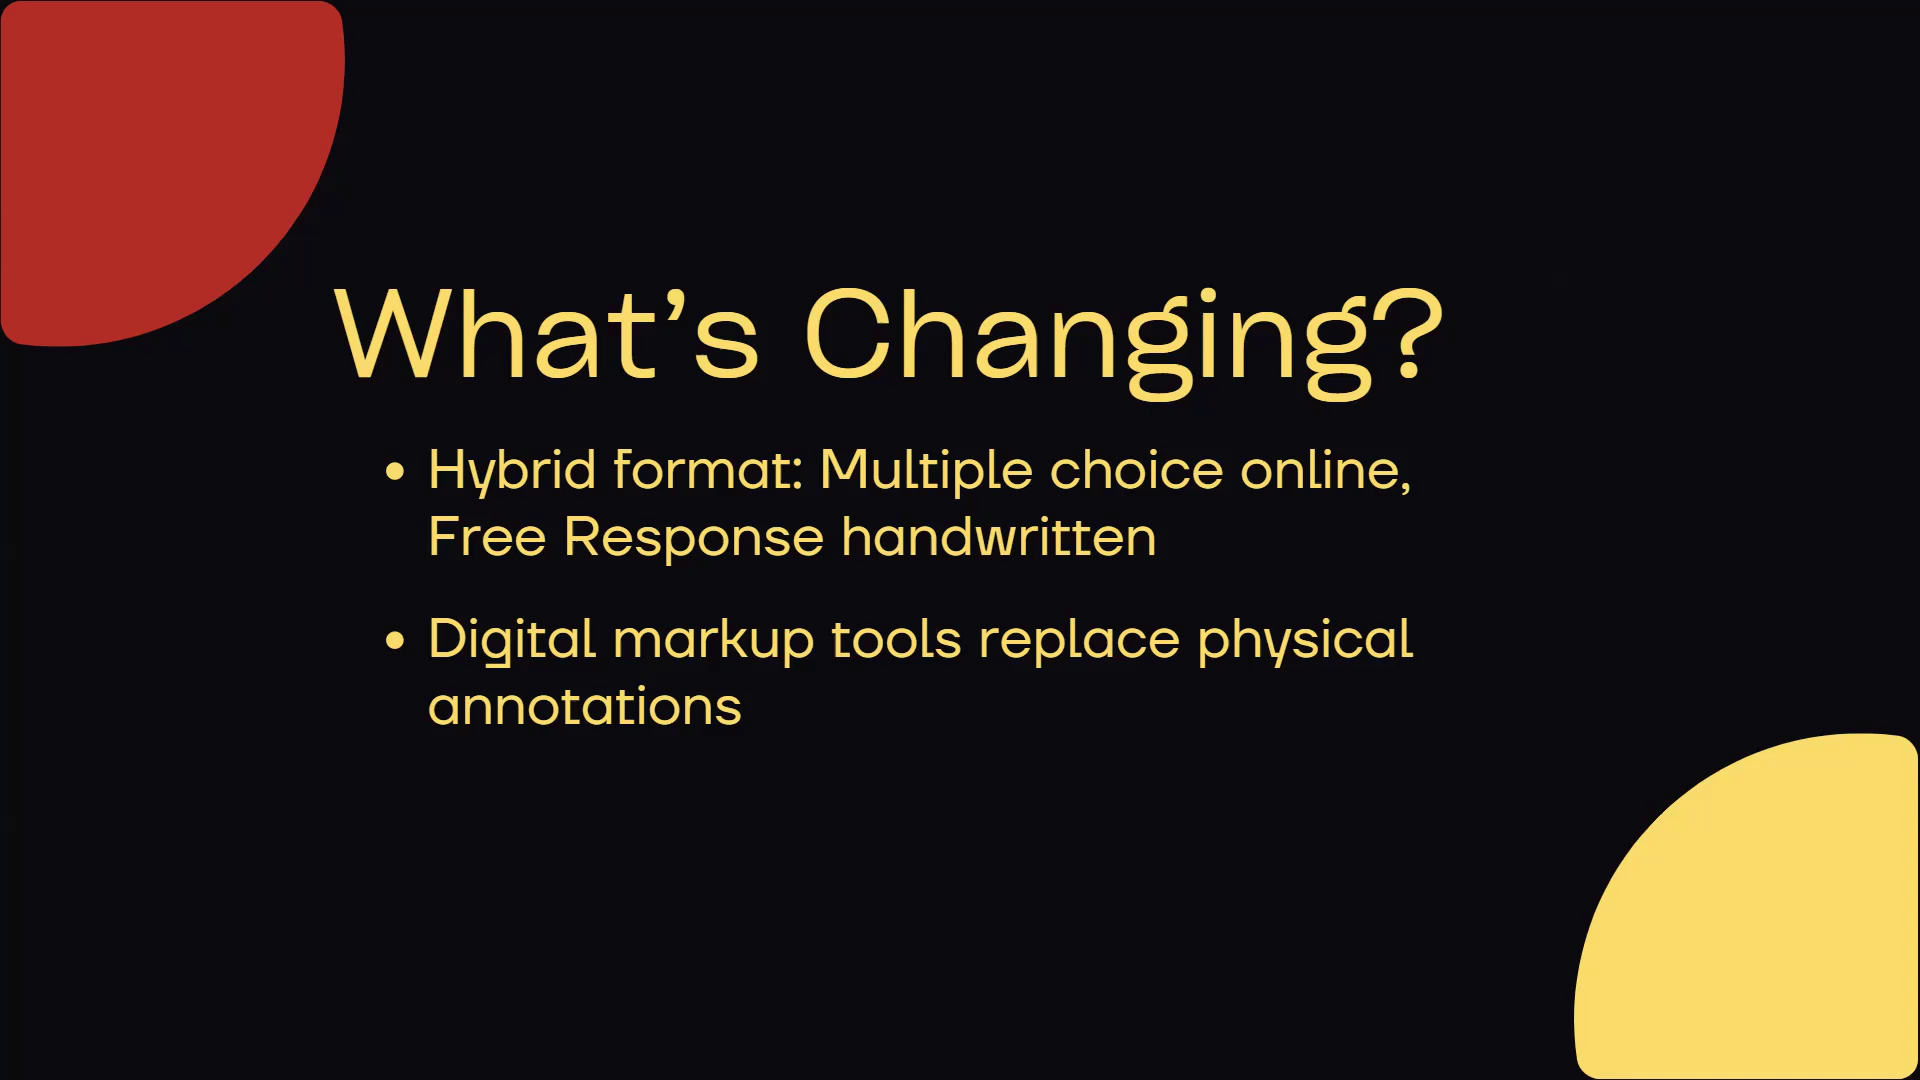 What’s Changing?
• Hybrid format: Multiple choice online,
Free Response handwritten
• Digital markup tools replace physical
annotations